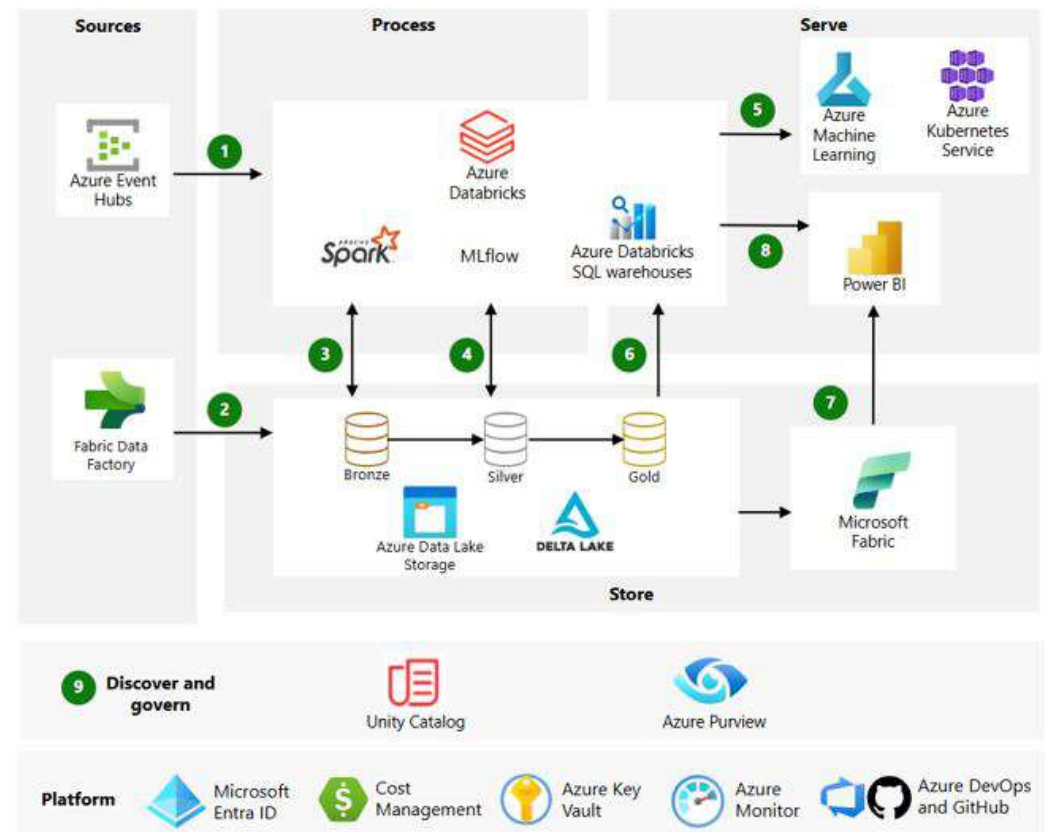 Sources
Process
Serve
Azure Event
Hubs
1
Azure
Databricks
APACHE
Spark
MLflow
Azure Databricks
SQL warehouses
5
Azure
Machine
Learning
Azure
Kubernetes
Service
8
Power BI
3
4
6
7
Fabric Data
Factory
2
Bronze
Silver
Gold
Azure Data Lake
Storage
DELTA LAKE
Microsoft
Fabric
Store
9
Discover and
govern
Unity Catalog
Azure Purview
Platform
Microsoft
Entra ID
$
Cost
Management
Azure Key
Vault
Azure
Monitor
Azure DevOps
and GitHub